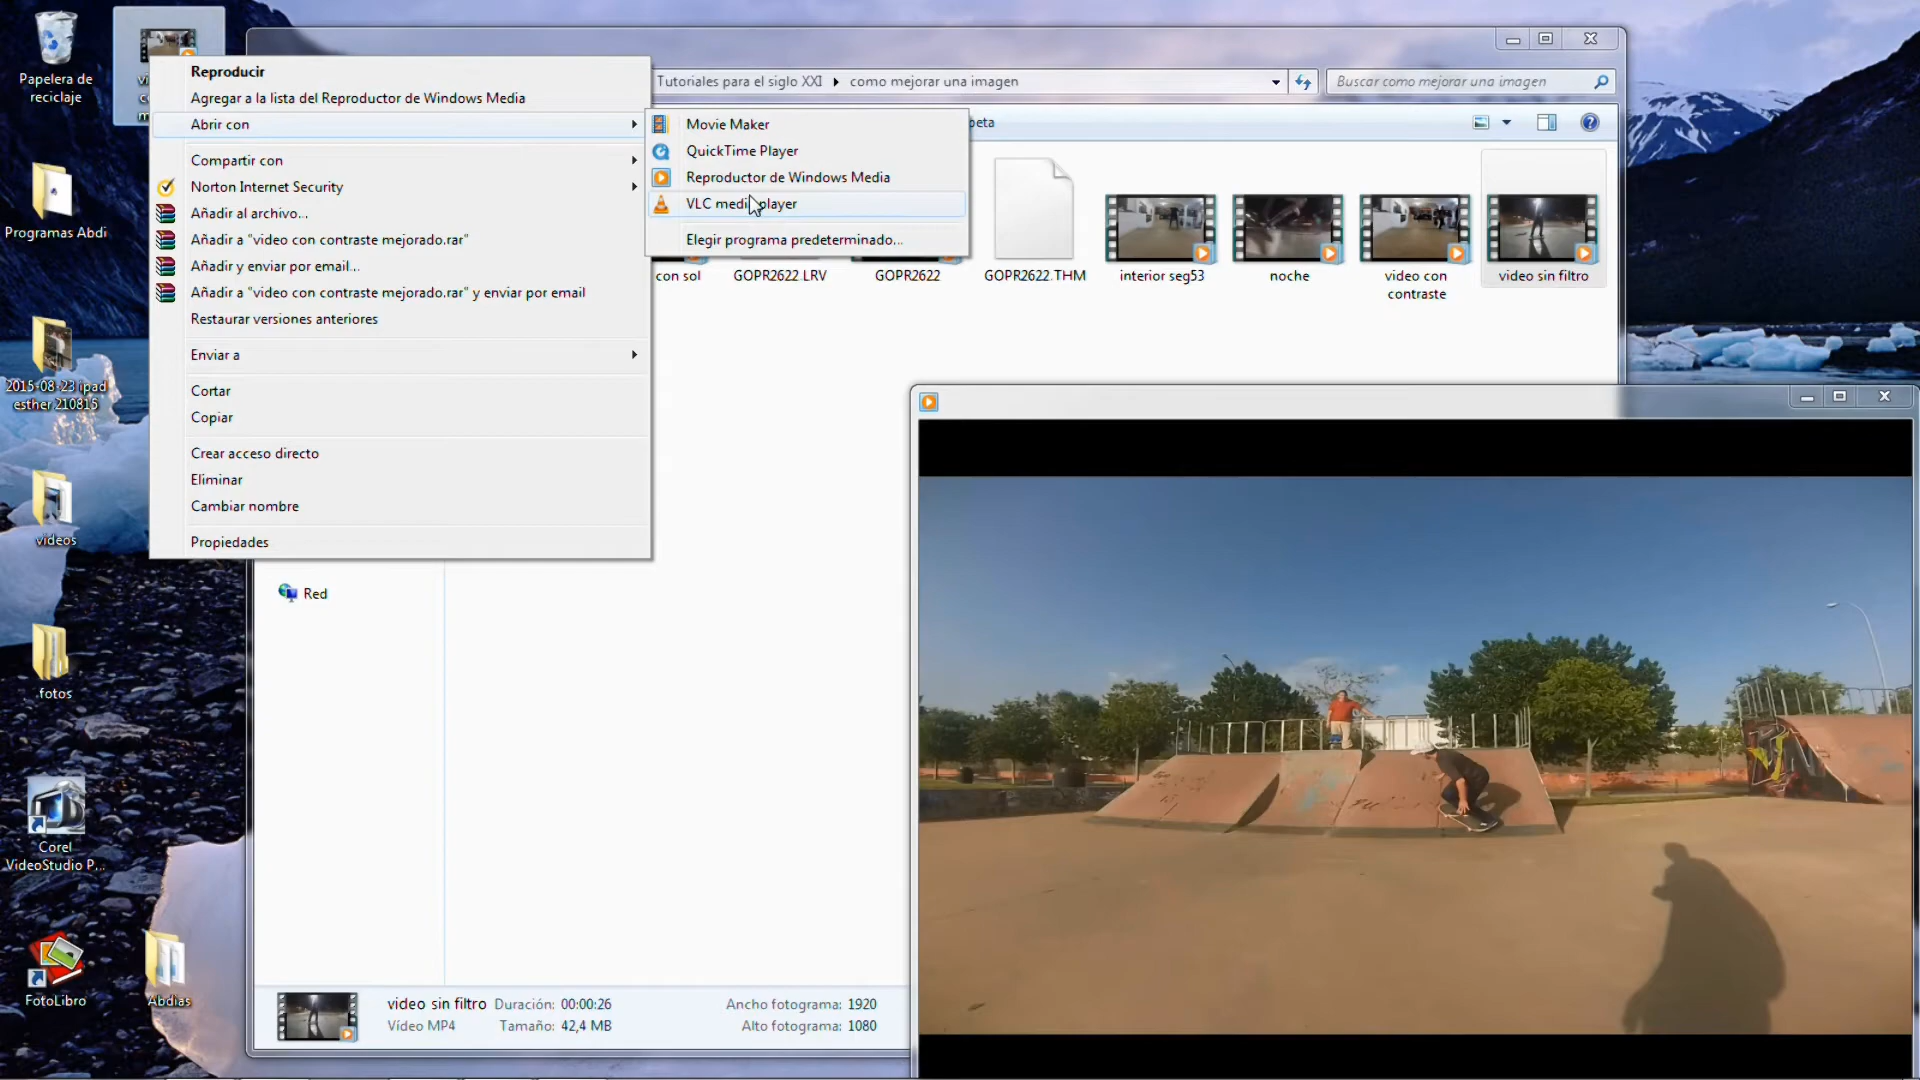 Papelera de
reciclaje
Programas Abdi
2015-08-23 ipad
esther 210815
videos
fotos
Corel
VideoStudio P...
FotoLibro
Abdias
Reproducir
Agregar a la lista del Reproductor de Windows Media
Abrir con
Compartir con
Norton Internet Security
Añadir al archivo...
Añadir a "video con contraste mejorado.rar"
Añadir y enviar por email...
Añadir a "video con contraste mejorado.rar" y enviar por email
Restaurar versiones anteriores
Enviar a
Cortar
Copiar
Crear acceso directo
Eliminar
Cambiar nombre
Propiedades
Movie Maker
QuickTime Player
Reproductor de Windows Media
VLC media player
Elegir programa predeterminado...
Tutoriales para el siglo XXI ▸ como mejorar una imagen
Buscar como mejorar una imagen
con sol
GOPR2622.LRV
GOPR2622
GOPR2622.THM
interior seg53
noche
video con
contraste
video sin filtro
Red
video sin filtro Duración: 00:00:26 Ancho fotograma: 1920
Vídeo MP4 Tamaño: 42,4 MB Alto fotograma: 1080